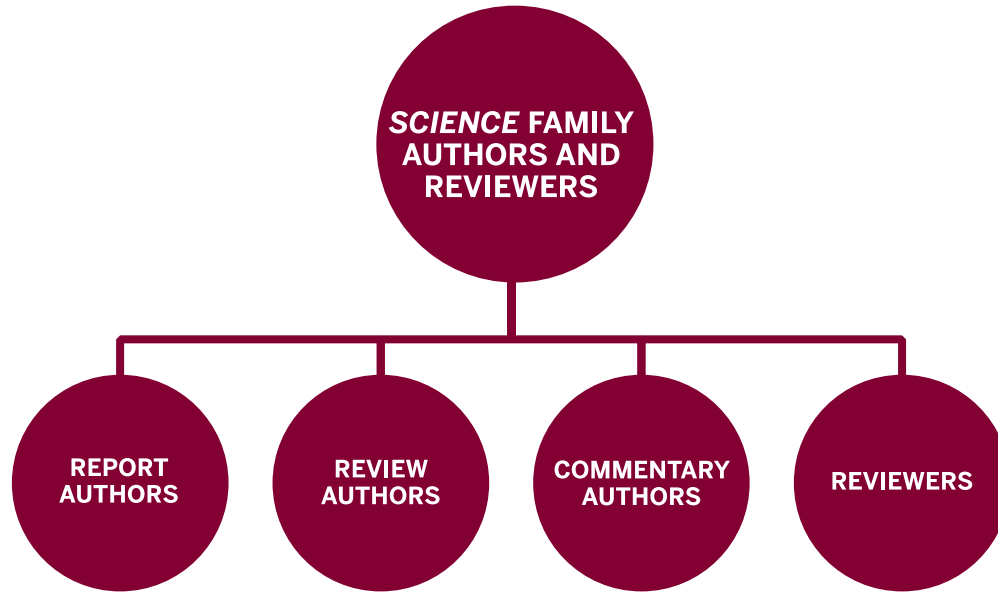 SCIENCE FAMILY
AUTHORS AND
REVIEWERS
REPORT
AUTHORS
REVIEW
AUTHORS
COMMENTARY
AUTHORS
REVIEWERS